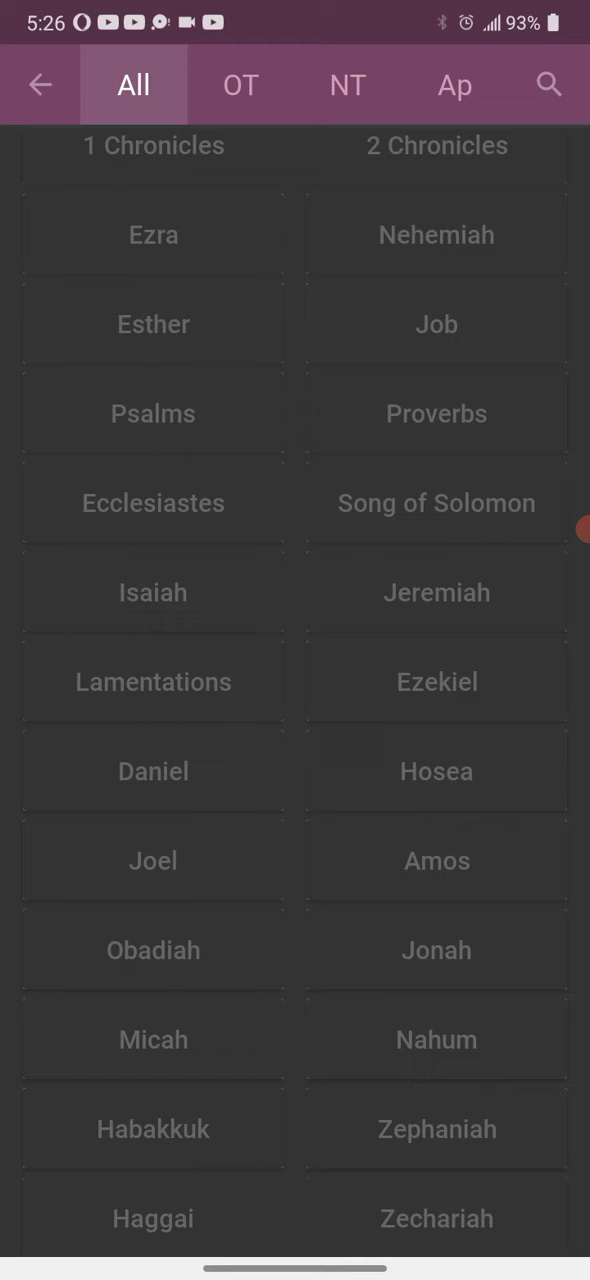 5:26 93%
All OT NT Ap
1 Chronicles 2 Chronicles
Ezra Nehemiah
Esther Job
Psalms Proverbs
Ecclesiastes Song of Solomon
Isaiah Jeremiah
Lamentations Ezekiel
Daniel Hosea
Joel Amos
Obadiah Jonah
Micah Nahum
Habakkuk Zephaniah
Haggai Zechariah